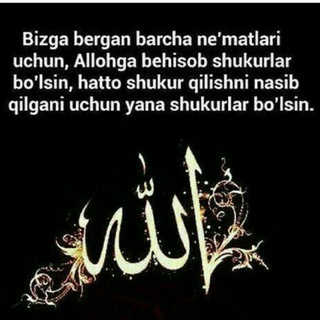 Bizga bergan barcha ne'matlari
uchun, Allohga behisob shukurlar
bo'lsin, hatto shukur qilishni nasib
qilgani uchun yana shukurlar bo'lsin.
الله